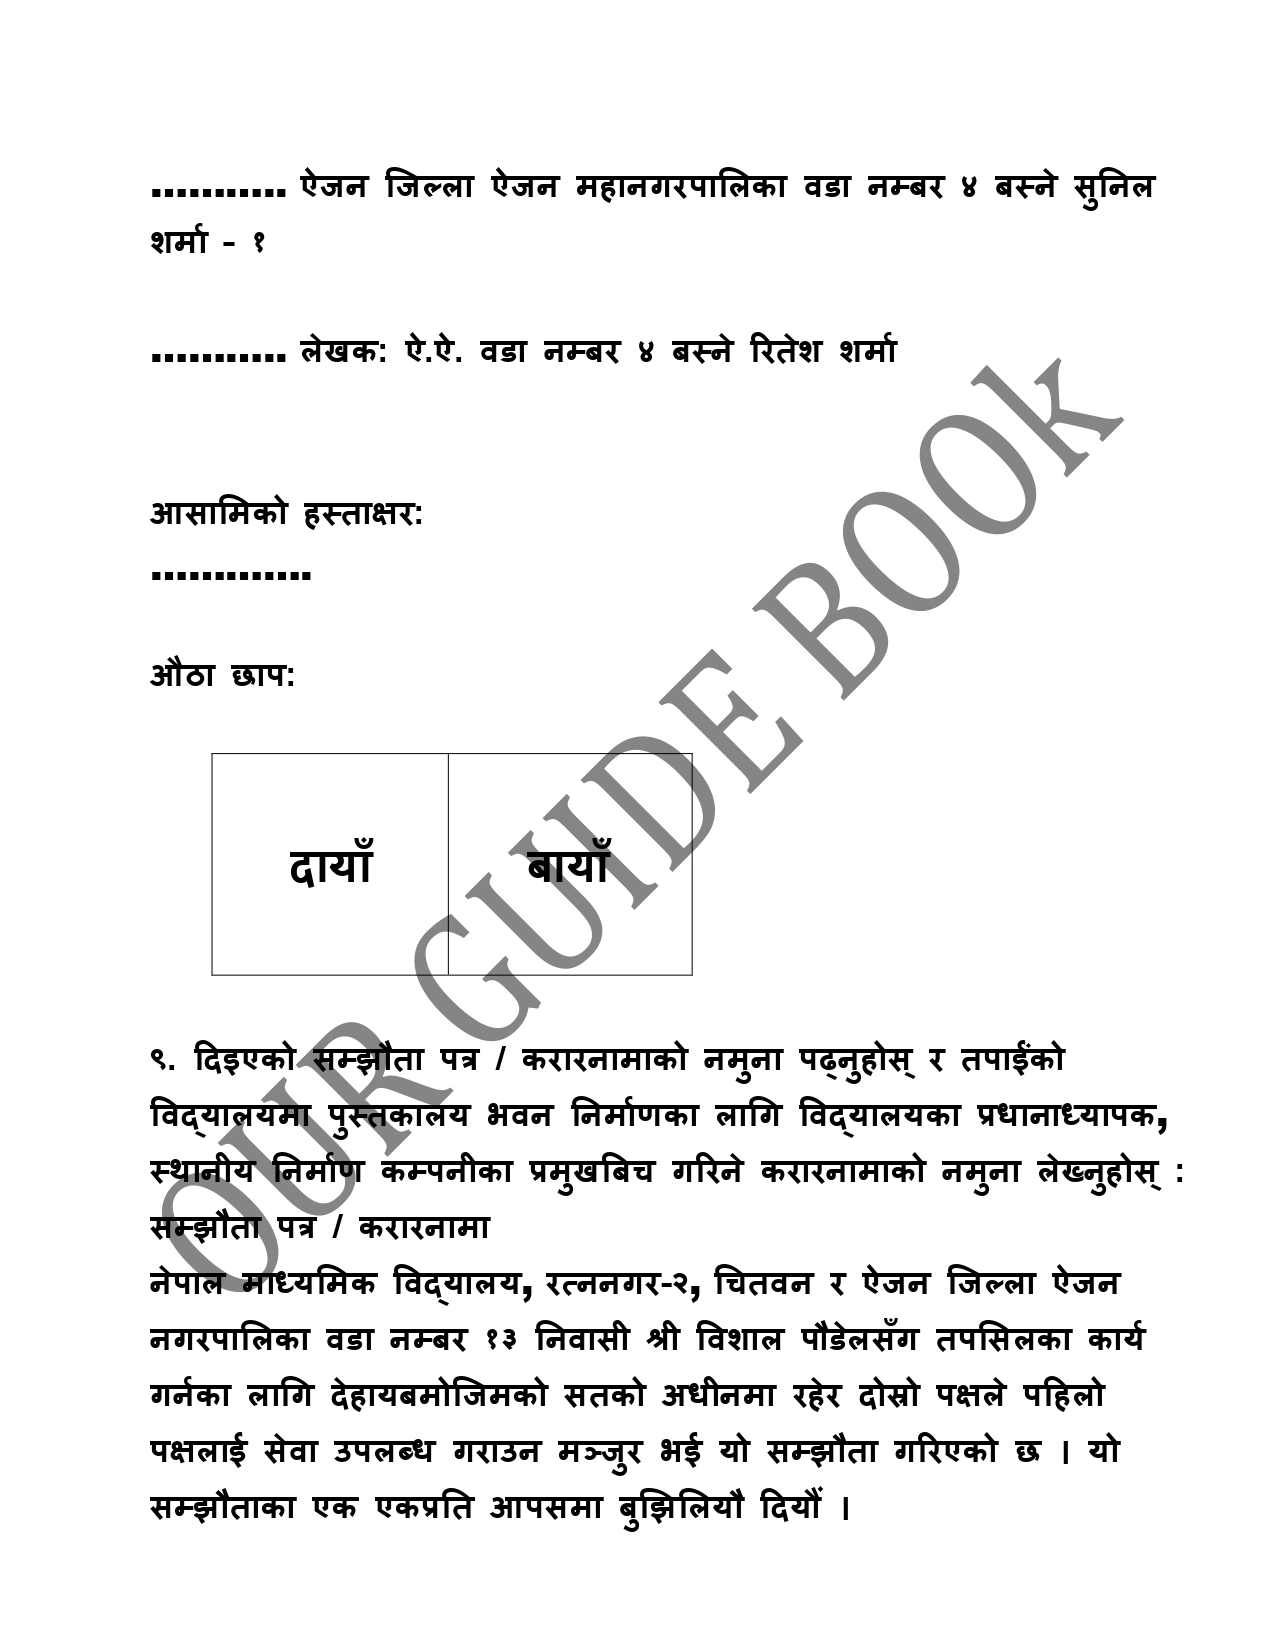 ........... ऐजन जिल्ला ऐजन महानगरपालिका वडा नम्बर ४ बस्ने सुनिल
शर्मा – १
........... लेखक: ऐ.ऐ. वडा नम्बर ४ बस्ने रितेश शर्मा
आसामिको हस्ताक्षर:
.............
औठा छाप:
दायाँ बायाँ
९. दिइएको सम्झौता पत्र / करारनामाको नमुना पढ्नुहोस् र तपाईंको
विद्यालयमा पुस्तकालय भवन निर्माणका लागि विद्यालयका प्रधानाध्यापक,
स्थानीय निर्माण कम्पनीका प्रमुखबिच गरिने करारनामाको नमुना लेख्नुहोस् :
सम्झौता पत्र / करारनामा
नेपाल माध्यमिक विद्यालय, रत्ननगर-२, चितवन र ऐजन जिल्ला ऐजन
नगरपालिका वडा नम्बर १३ निवासी श्री विशाल पौडेलसँग तपसिलका कार्य
गर्नका लागि देहायबमोजिमको सतको अधीनमा रहेर दोस्रो पक्षले पहिलो
पक्षलाई सेवा उपलब्ध गराउन मञ्जुर भई यो सम्झौता गरिएको छ । यो
सम्झौताका एक एकप्रति आपसमा बुझिलियौ दियौं ।
OUR GUIDE BOOk